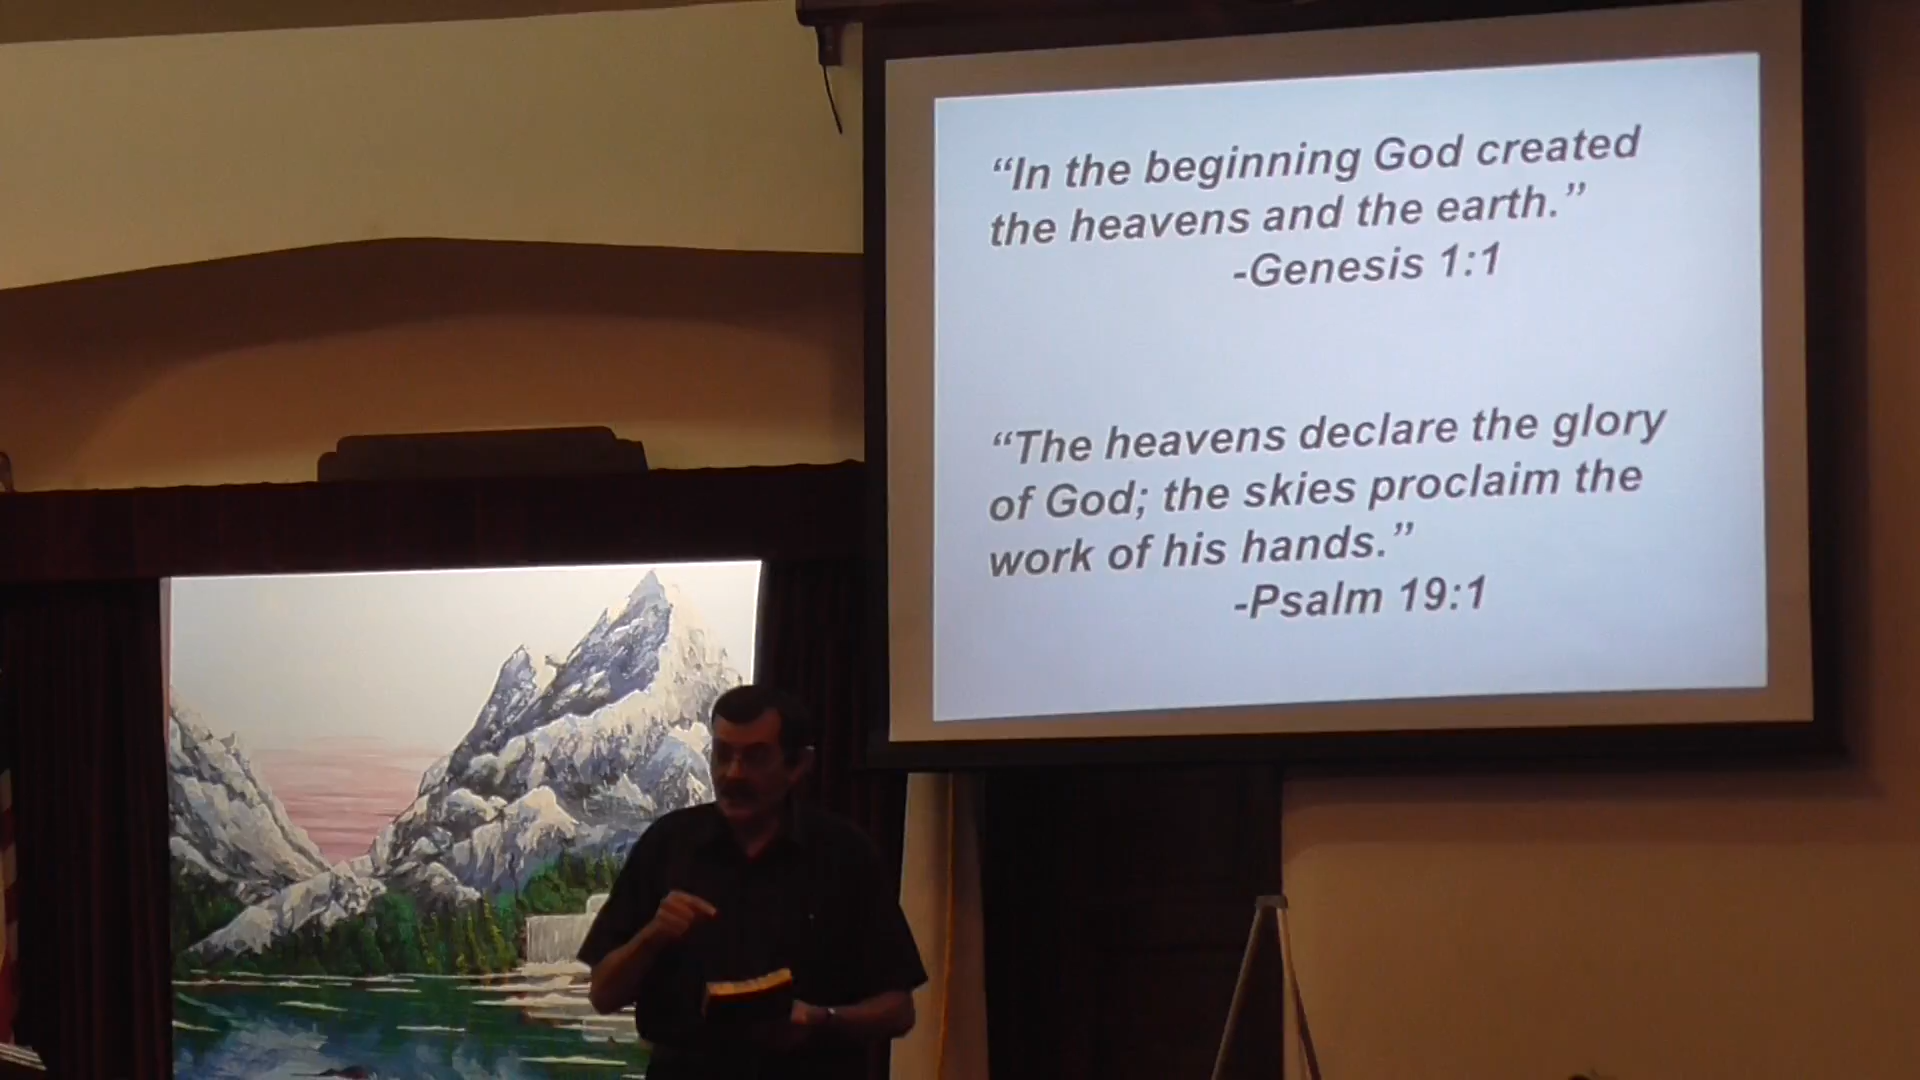 “In the beginning God created
the heavens and the earth.”
-Genesis 1:1
“The heavens declare the glory
of God; the skies proclaim the
work of his hands.”
-Psalm 19:1